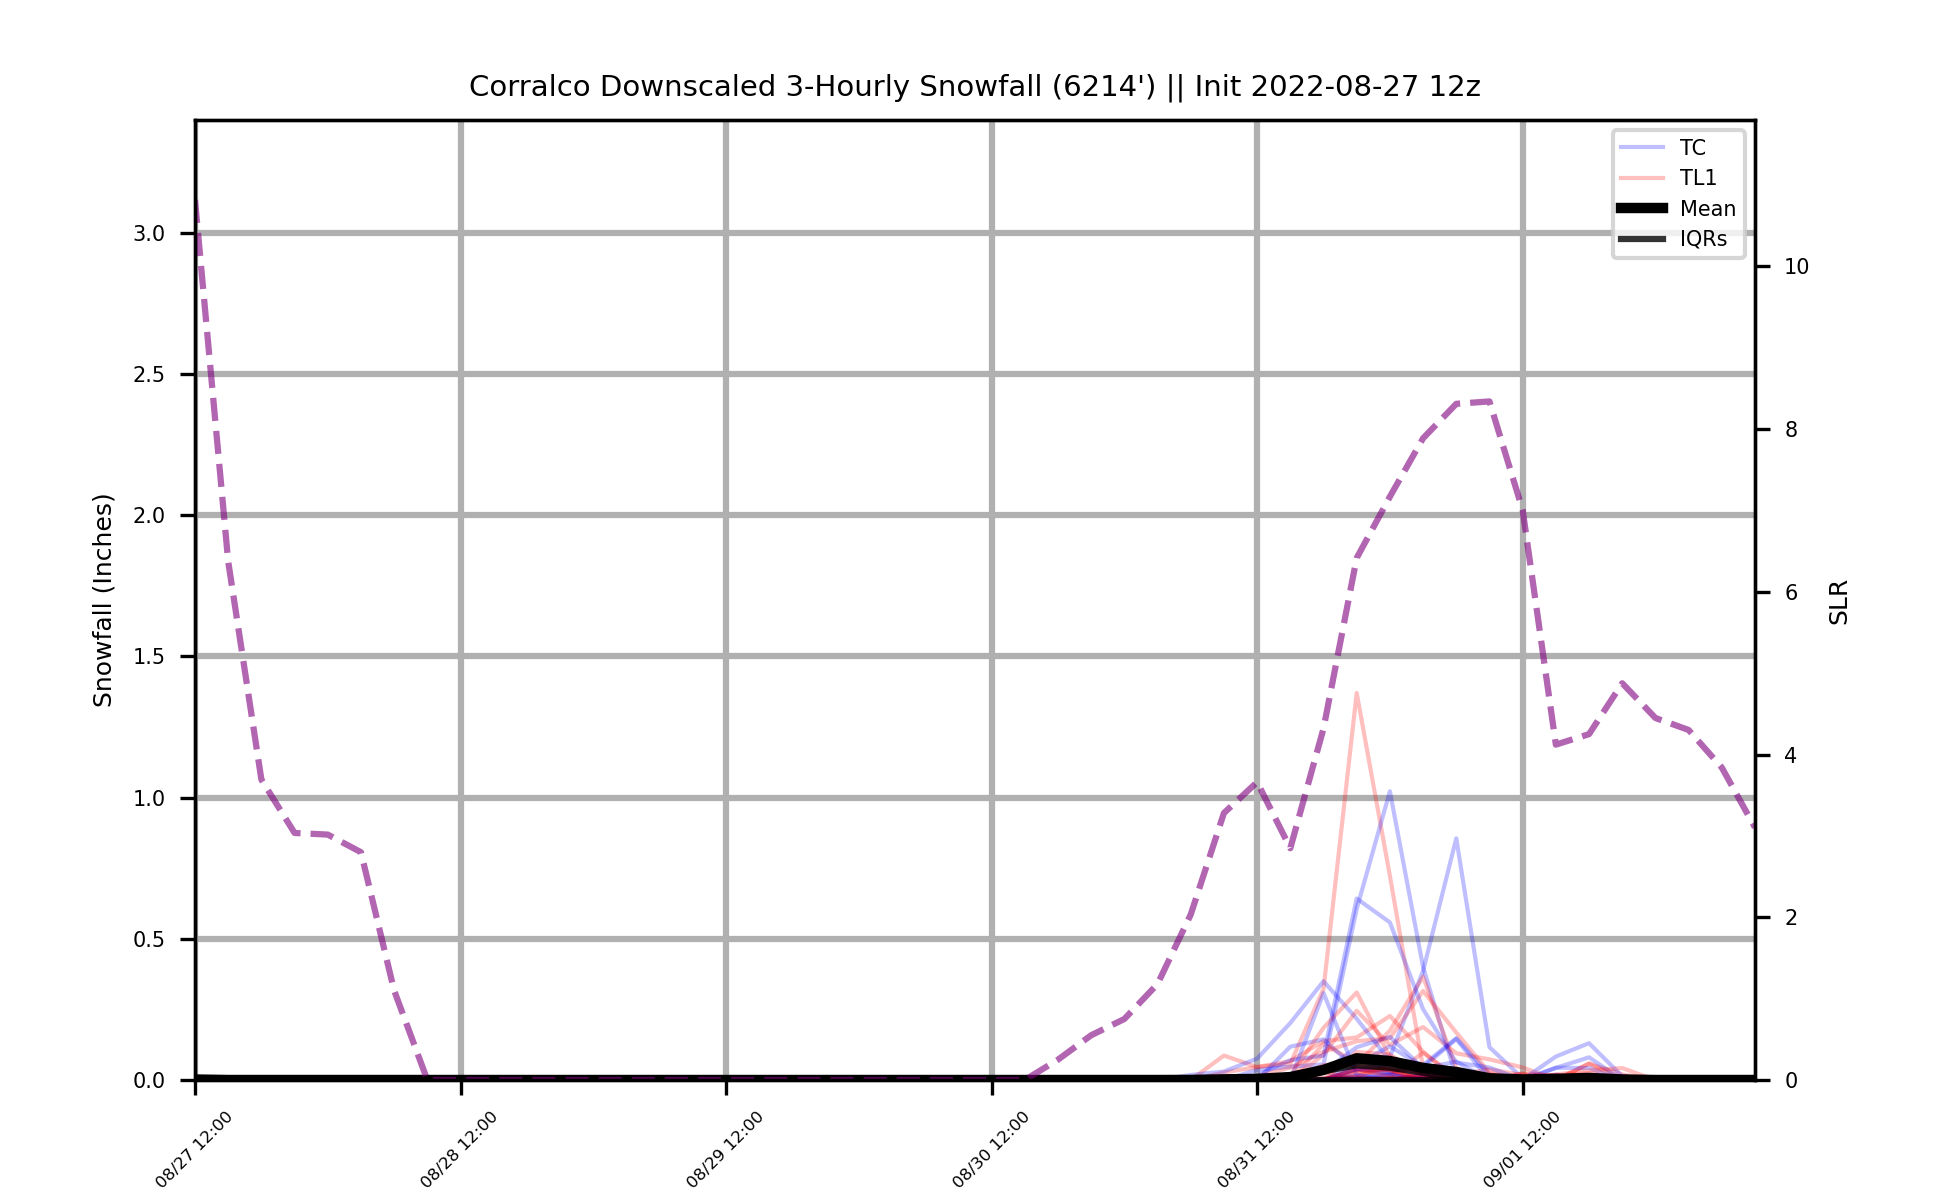 Corralco Downscaled 3-Hourly Snowfall (6214') || Init 2022-08-27 12z
TC
TL1
Mean
IQRs
Snowfall (Inches)
3.0
2.5
2.0
1.5
1.0
0.5
0.0
10
8
6
4
2
0
SLR
08/27 12:00
08/28 12:00
08/29 12:00
08/30 12:00
08/31 12:00
09/01 12:00